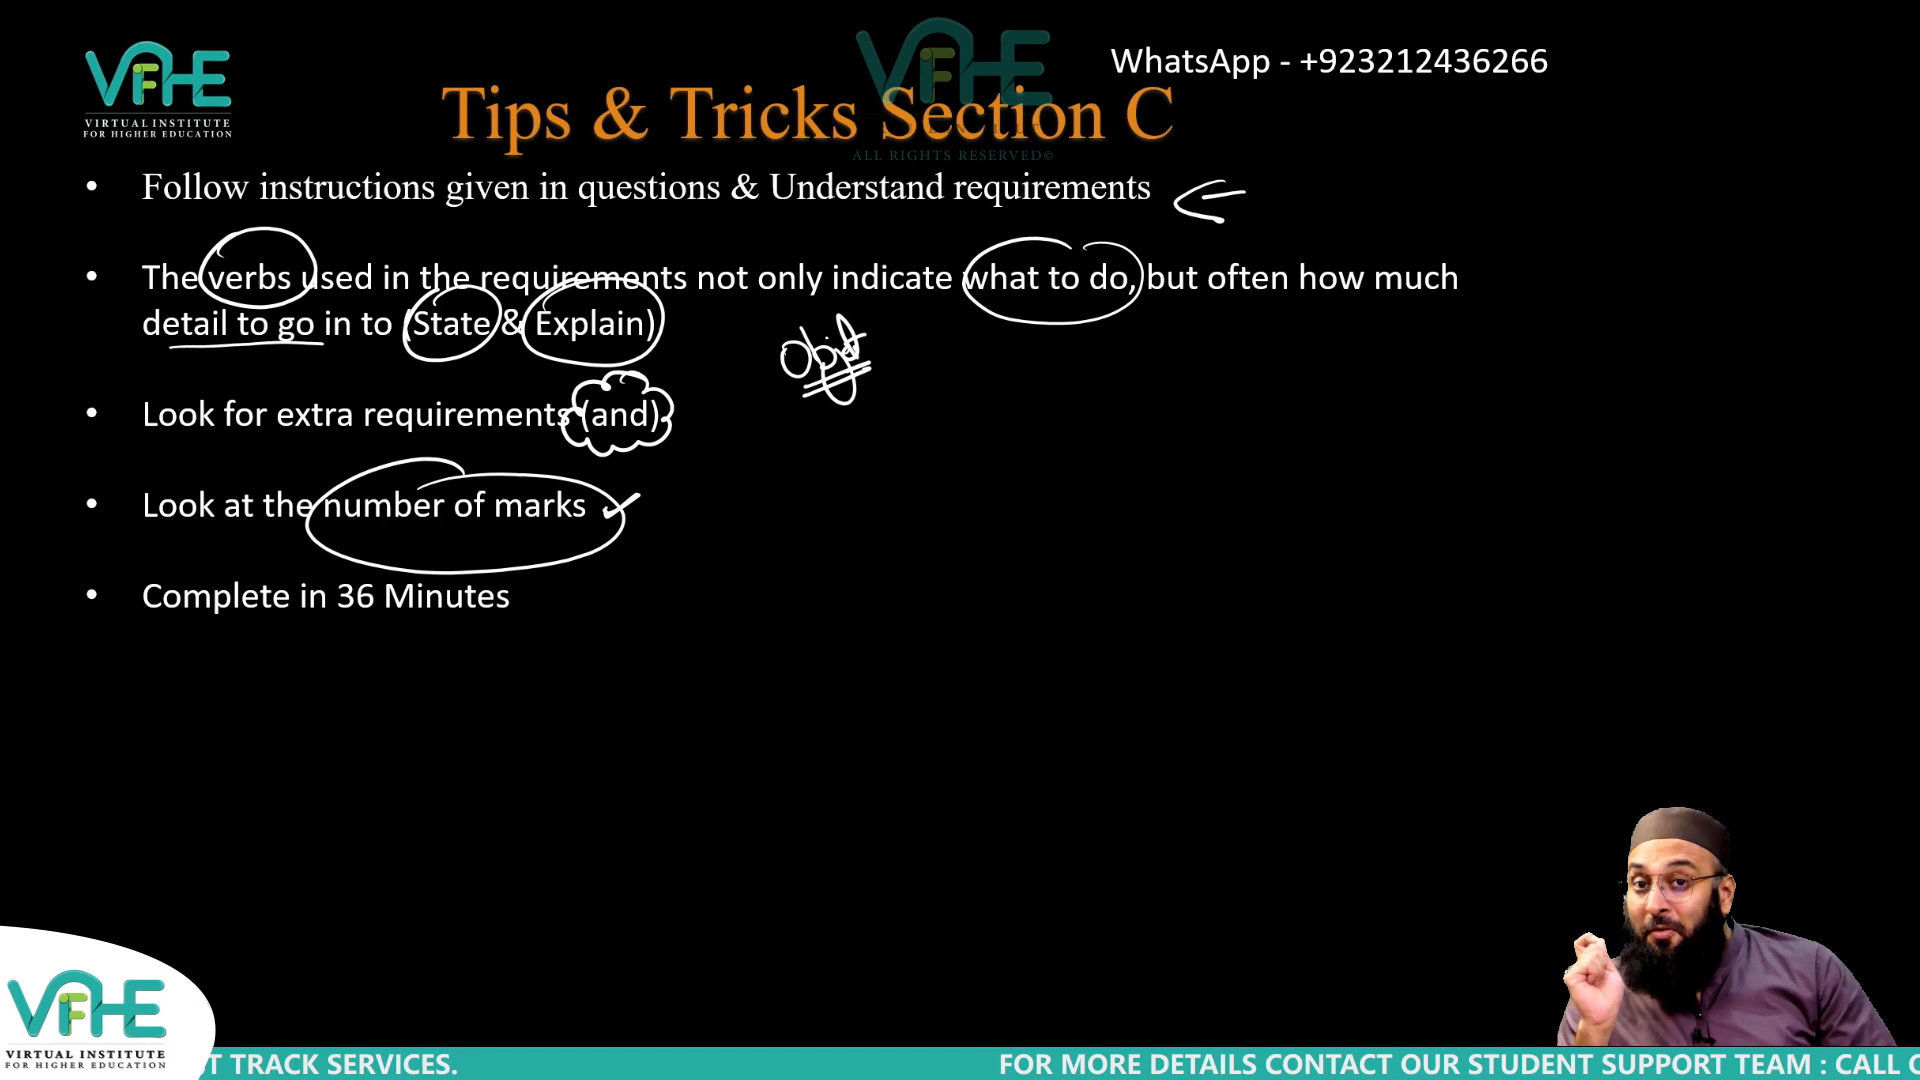 VIFHE
VIRTUAL INSTITUTE
FOR HIGHER EDUCATION
WhatsApp - +923212436266
Tips & Tricks Section C
ALL RIGHTS RESERVED©
• Follow instructions given in questions & Understand requirements
• The verbs used in the requirements not only indicate what to do, but often how much
detail to go in to (State & Explain)
• Look for extra requirements (and)
• Look at the number of marks
• Complete in 36 Minutes
VIFHE
VIRTUAL INSTITUTE
FOR HIGHER EDUCATION
T TRACK SERVICES.
FOR MORE DETAILS CONTACT OUR STUDENT SUPPORT TEAM : CALL